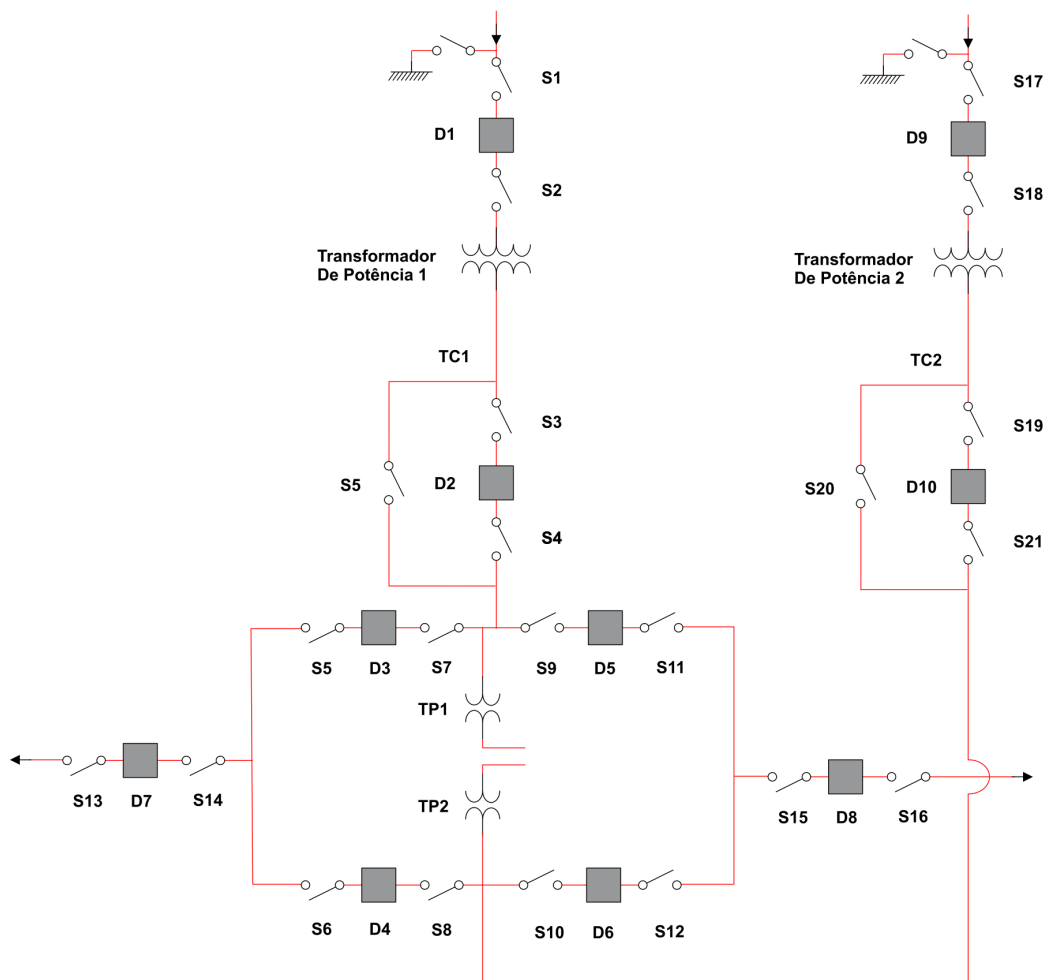 S1
S17
D1
D9
S2
S18
Transformador
De Potência 1
Transformador
De Potência 2
TC1
TC2
S3
S19
S5
D2
S20
D10
S4
S21
S5
D3
S7
S9
D5
S11
TP1
S13
D7
S14
TP2
S15
D8
S16
S6
D4
S8
S10
D6
S12